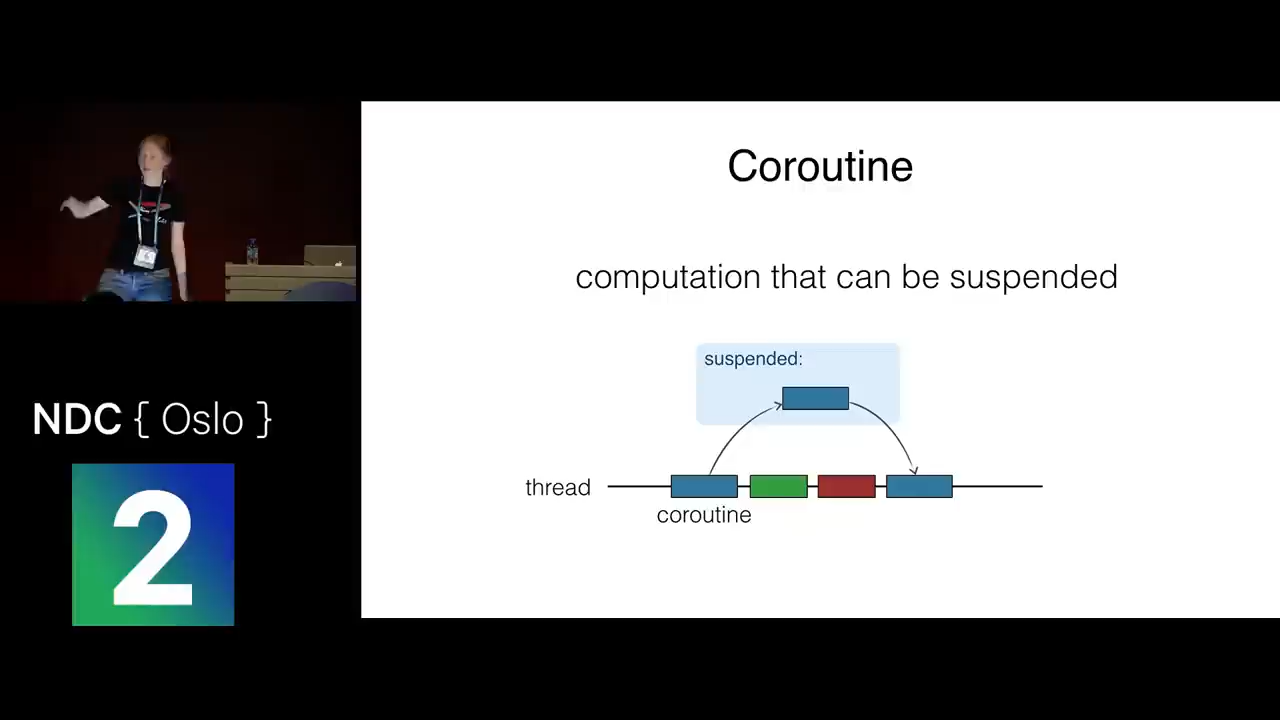 Coroutine
computation that can be suspended
suspended:
thread
coroutine
NDC { Oslo }
2